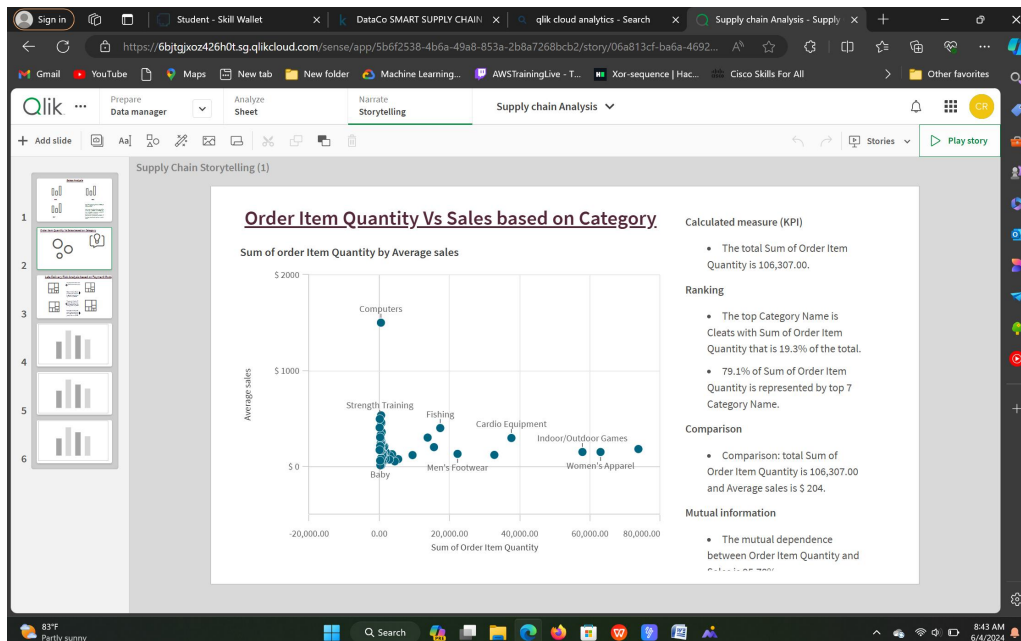 Sign in
Student - Skill Wallet
DataCo SMART SUPPLY CHAIN
qlik cloud analytics - Search
Supply chain Analysis - Supply
https://6bjtgjxoz426h0t.sg.qlikcloud.com/sense/app/5b6f2538-4b6a-49a8-853a-2b8a7268bcb2/story/06a813cf-ba6a-4692...
Gmail
YouTube
Maps
New tab
New folder
Machine Learning...
AWSTrainingLive - T...
Xor-sequence | Hac...
Cisco Skills For All
Other favorites
Qlik
Prepare
Data manager
Analyze
Sheet
Narrate
Storytelling
Supply chain Analysis
CR
Add slide
Stories
Play story
Supply Chain Storytelling (1)
1
2
3
4
5
6
Order Item Quantity Vs Sales based on Category
Sum of order Item Quantity by Average sales
Average sales
$ 2000
$ 1000
$ 0
Computers
Strength Training
Fishing
Cardio Equipment
Indoor/Outdoor Games
Baby
Men's Footwear
Women's Apparel
-20,000.00
0.00
20,000.00
40,000.00
60,000.00
80,000.00
Sum of Order Item Quantity
Calculated measure (KPI)
• The total Sum of Order Item
Quantity is 106,307.00.
Ranking
• The top Category Name is
Cleats with Sum of Order Item
Quantity that is 19.3% of the total.
• 79.1% of Sum of Order Item
Quantity is represented by top 7
Category Name.
Comparison
• Comparison: total Sum of
Order Item Quantity is 106,307.00
and Average sales is $ 204.
Mutual information
• The mutual dependence
between Order Item Quantity and
83°F
Partly sunny
Search
8:43 AM
6/4/2024